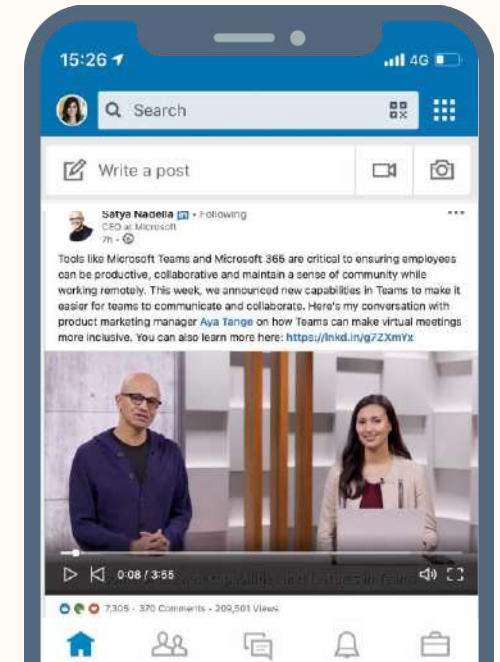 15:26
4G
Search
Write a post
Satya Nadella in • Following
CEO at Microsoft
7h •
Tools like Microsoft Teams and Microsoft 365 are critical to ensuring employees
can be productive, collaborative and maintain a sense of community while
working remotely. This week, we announced new capabilities in Teams to make it
easier for teams to communicate and collaborate. Here's my conversation with
product marketing manager Aya Tange on how Teams can make virtual meetings
more inclusive. You can also learn more here: https://lnkd.in/g7ZXmYx
0:08 / 3:55
7,305 • 370 Comments • 209,501 Views